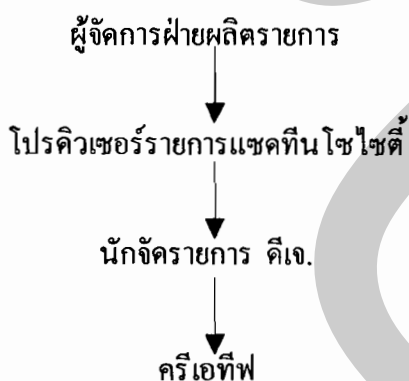 ผู้จัดการฝ่ายผลิตรายการ
โปรดิวเซอร์รายการแซคทีนโซไซตี้
นักจัดรายการ ดีเจ.
ครีเอทีฟ